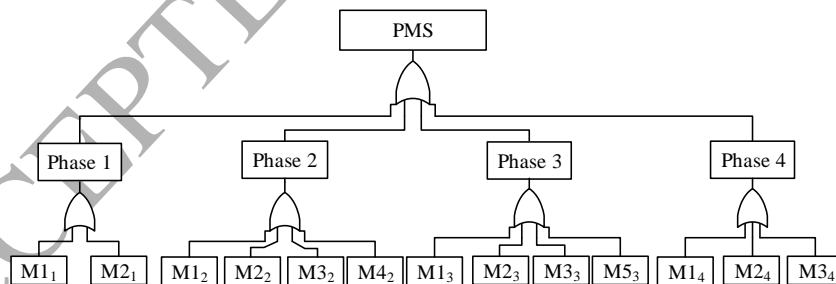 PMS
Phase 1 Phase 2 Phase 3 Phase 4
M1₁ M2₁ M1₂ M2₂ M3₂ M4₂ M1₃ M2₃ M3₃ M5₃ M1₄ M2₄ M3₄